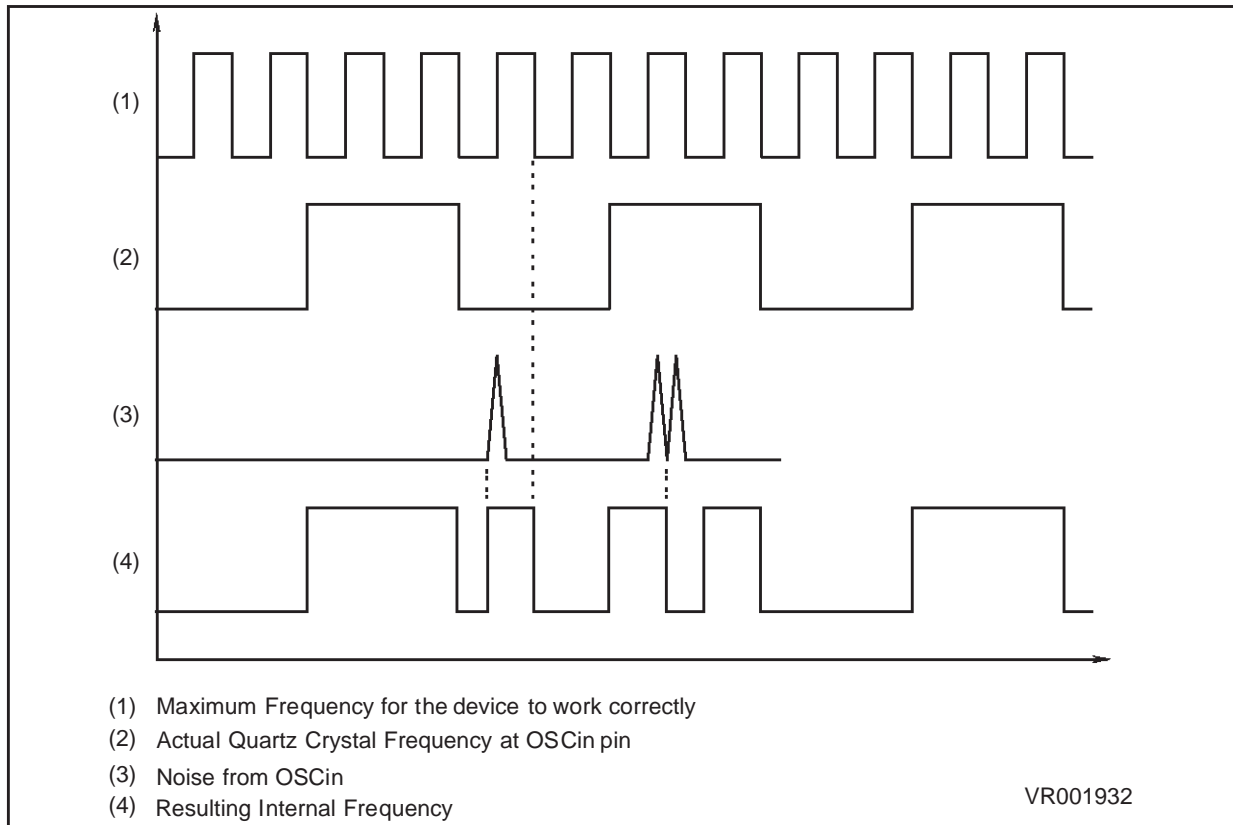 (1)
(2)
(3)
(4)
(1) Maximum Frequency for the device to work correctly
(2) Actual Quartz Crystal Frequency at OSCin pin
(3) Noise from OSCin
(4) Resulting Internal Frequency
VR001932